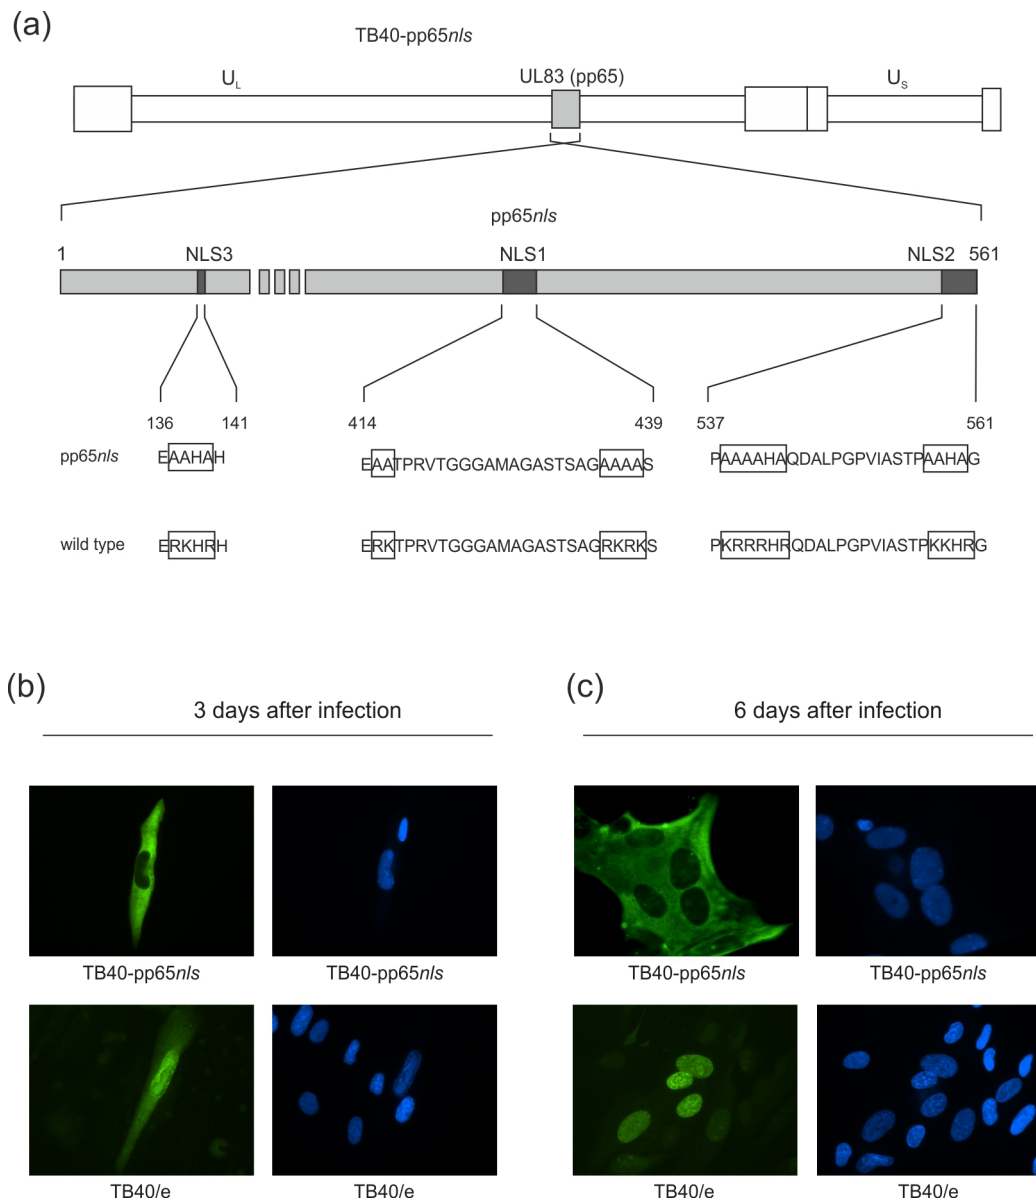 (a)
TB40-pp65nls
UL UL83 (pp65) US
pp65nls
1 NLS3 NLS1 NLS2 561
136 141 414 439 537 561
pp65nls EAAHAH EAATPRVTGGGAMAGASTSAGAAAAS PAAAAHAQDALPGPVIASTPAAHAG
wild type ERKHRH ERKTPRVTGGGAMAGASTSAGRKRKS PKRRRHRQDALPGPVIASTPKKHRG
(b) (c)
3 days after infection 6 days after infection
TB40-pp65nls TB40-pp65nls TB40-pp65nls TB40-pp65nls
TB40/e TB40/e TB40/e TB40/e